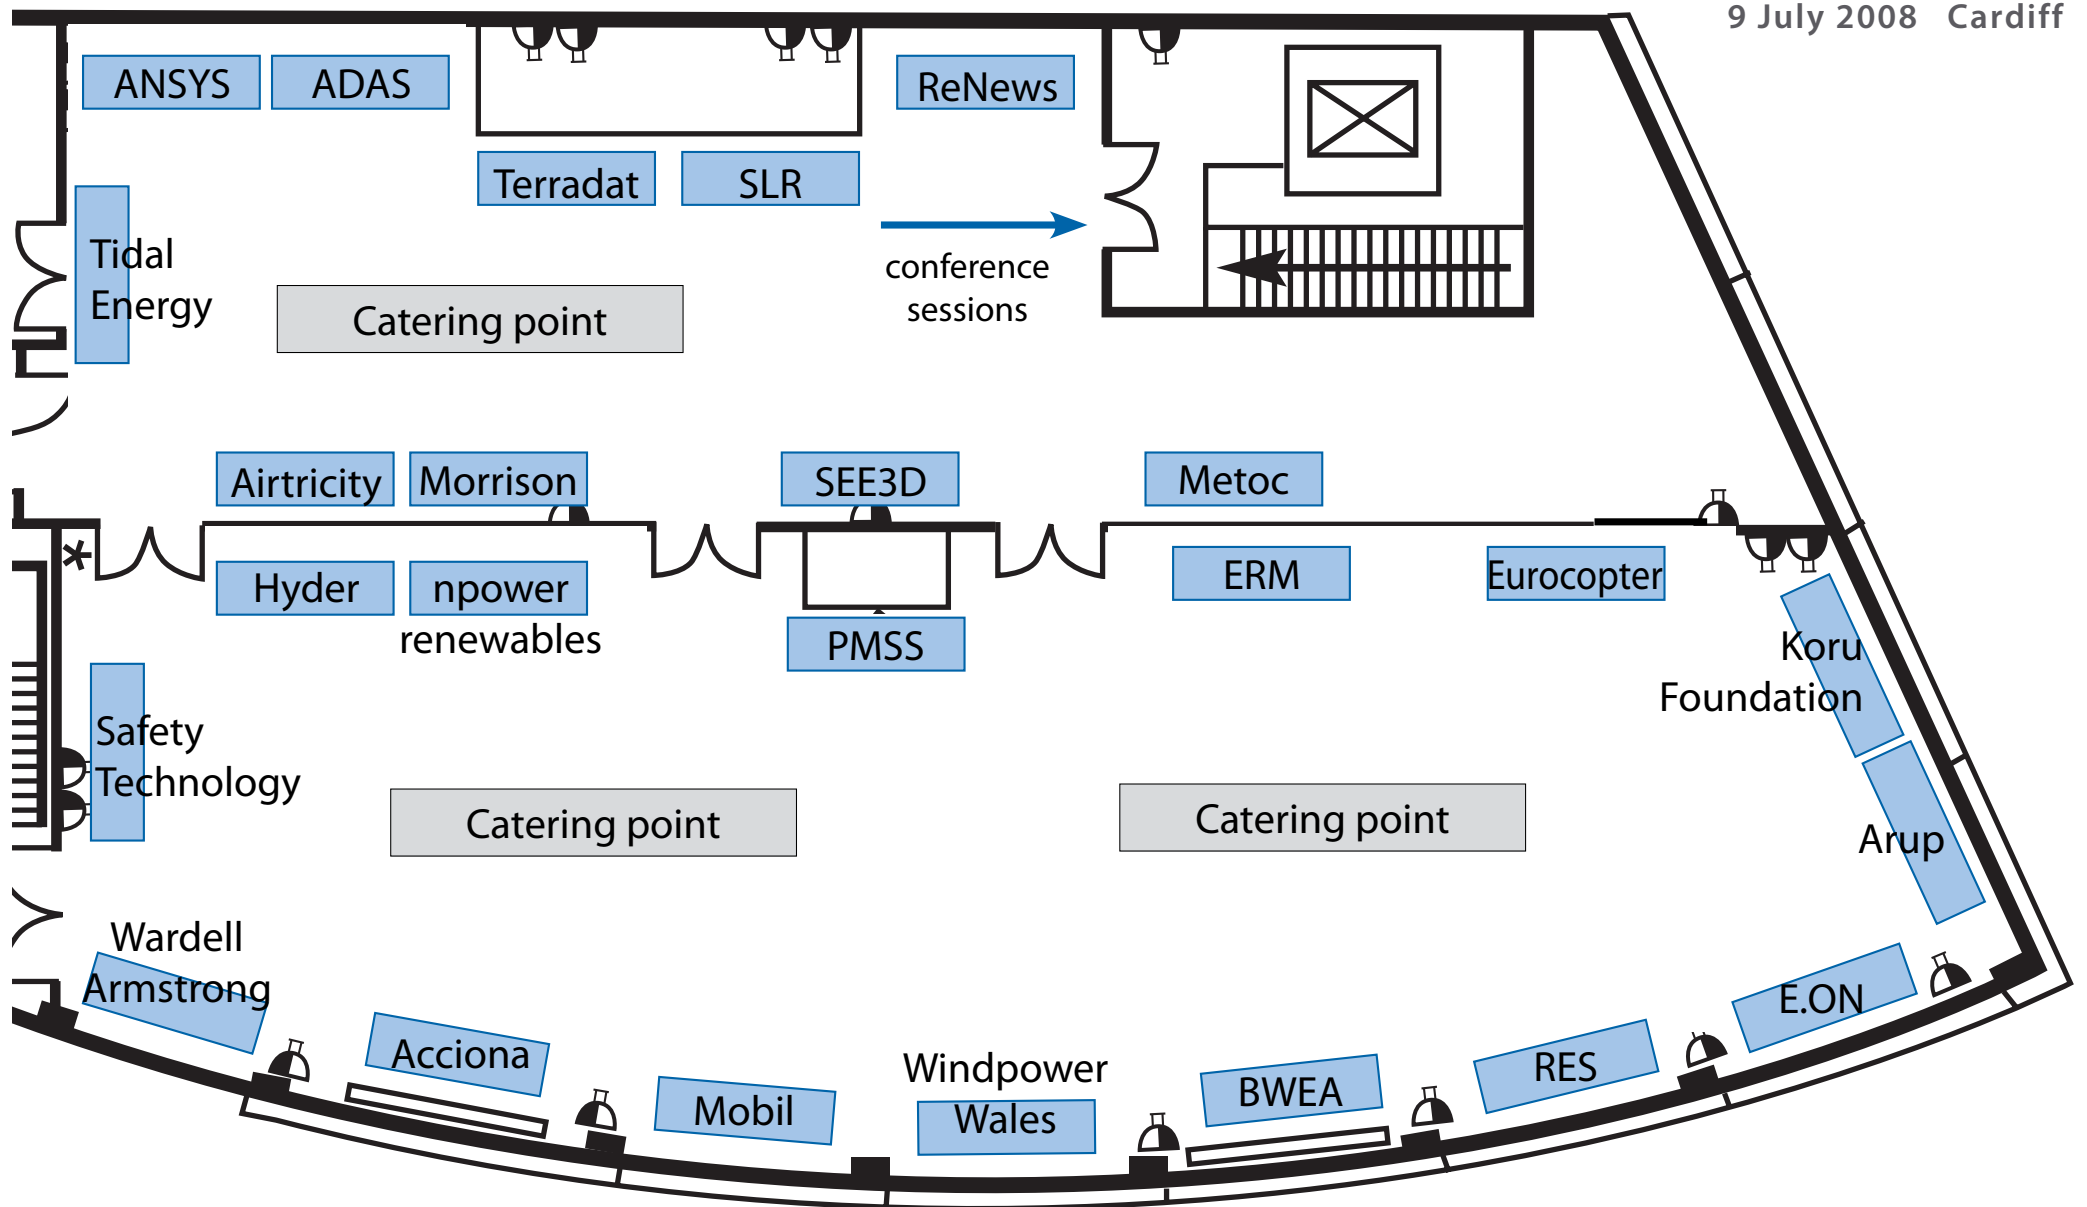 9 July 2008 Cardiff
ANSYS
ADAS
ReNews
Terradat
SLR
Tidal
Energy
Catering point
conference
sessions
Airtricity
Morrison
SEE3D
Metoc
*
Hyder
npower
renewables
PMSS
ERM
Eurocopter
Koru
Foundation
Safety
Technology
Catering point
Catering point
Arup
Wardell
Armstrong
Acciona
Mobil
Windpower
Wales
BWEA
RES
E.ON